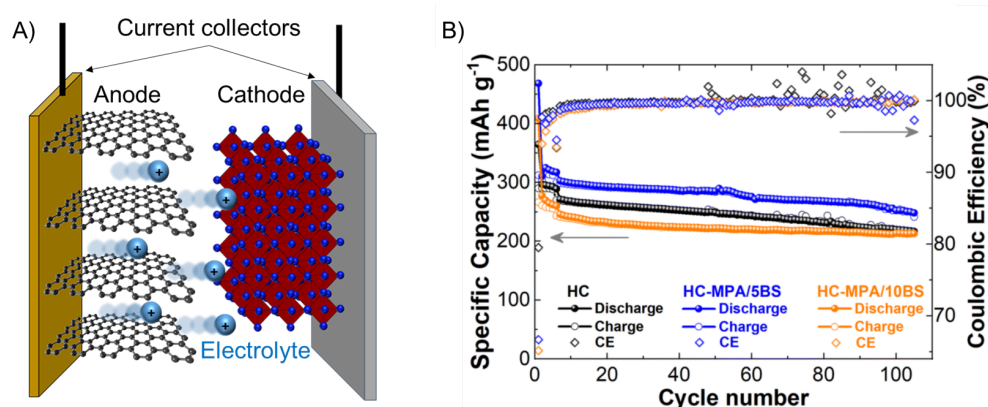 A)
Current collectors
Anode
Cathode
+
+
+
+
+
+
Electrolyte
B)
Specific Capacity (mAh g-1)
500
400
300
200
100
0
HC
HC-MPA/5BS
HC-MPA/10BS
Discharge
Discharge
Discharge
Charge
Charge
Charge
CE
CE
CE
0
20
40
60
80
100
Cycle number
100
90
80
70
Coulombic Efficiency (%)